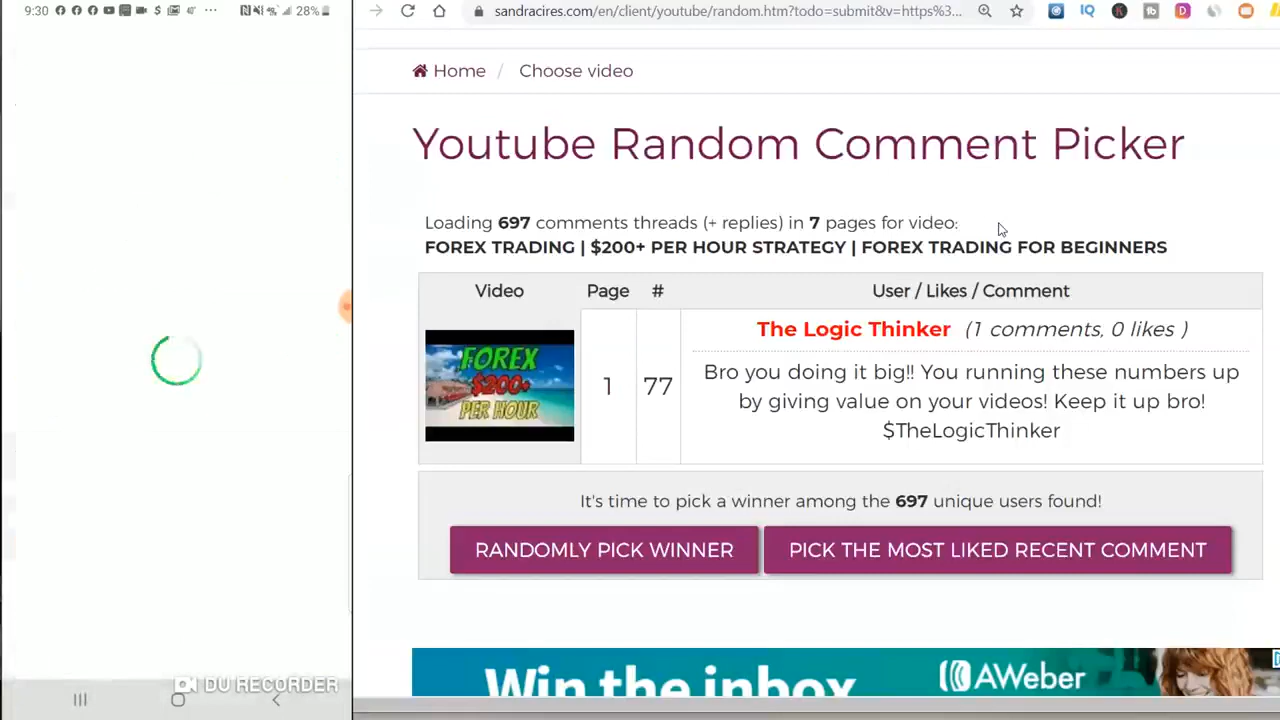 9:30
28%
sandracires.com/en/client/youtube/random.htm?todo=submit&v=https%3...
Home / Choose video
Youtube Random Comment Picker
Loading 697 comments threads (+ replies) in 7 pages for video:
FOREX TRADING | $200+ PER HOUR STRATEGY | FOREX TRADING FOR BEGINNERS
Video Page # User / Likes / Comment
FOREX
$200+
PER HOUR
1 77
The Logic Thinker (1 comments, 0 likes )
Bro you doing it big!! You running these numbers up
by giving value on your videos! Keep it up bro!
$TheLogicThinker
It's time to pick a winner among the 697 unique users found!
RANDOMLY PICK WINNER PICK THE MOST LIKED RECENT COMMENT
Win the inbox
AWeber
DU RECORDER